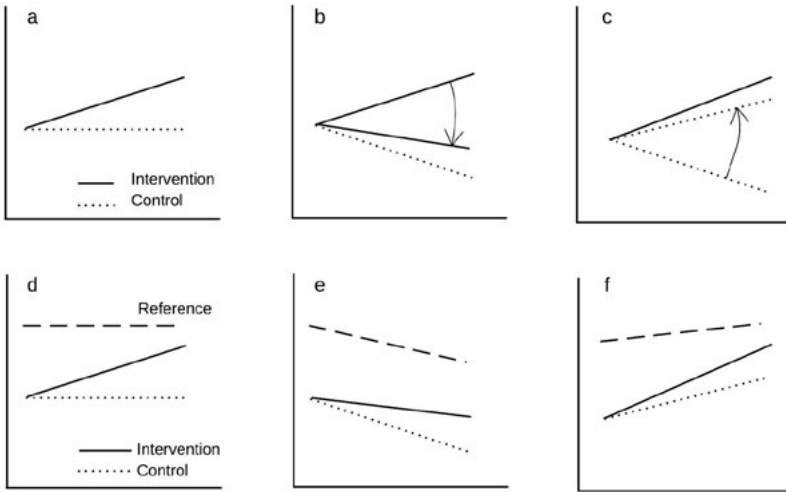 a
b
c
Intervention
Control
d
e
f
Reference
Intervention
Control